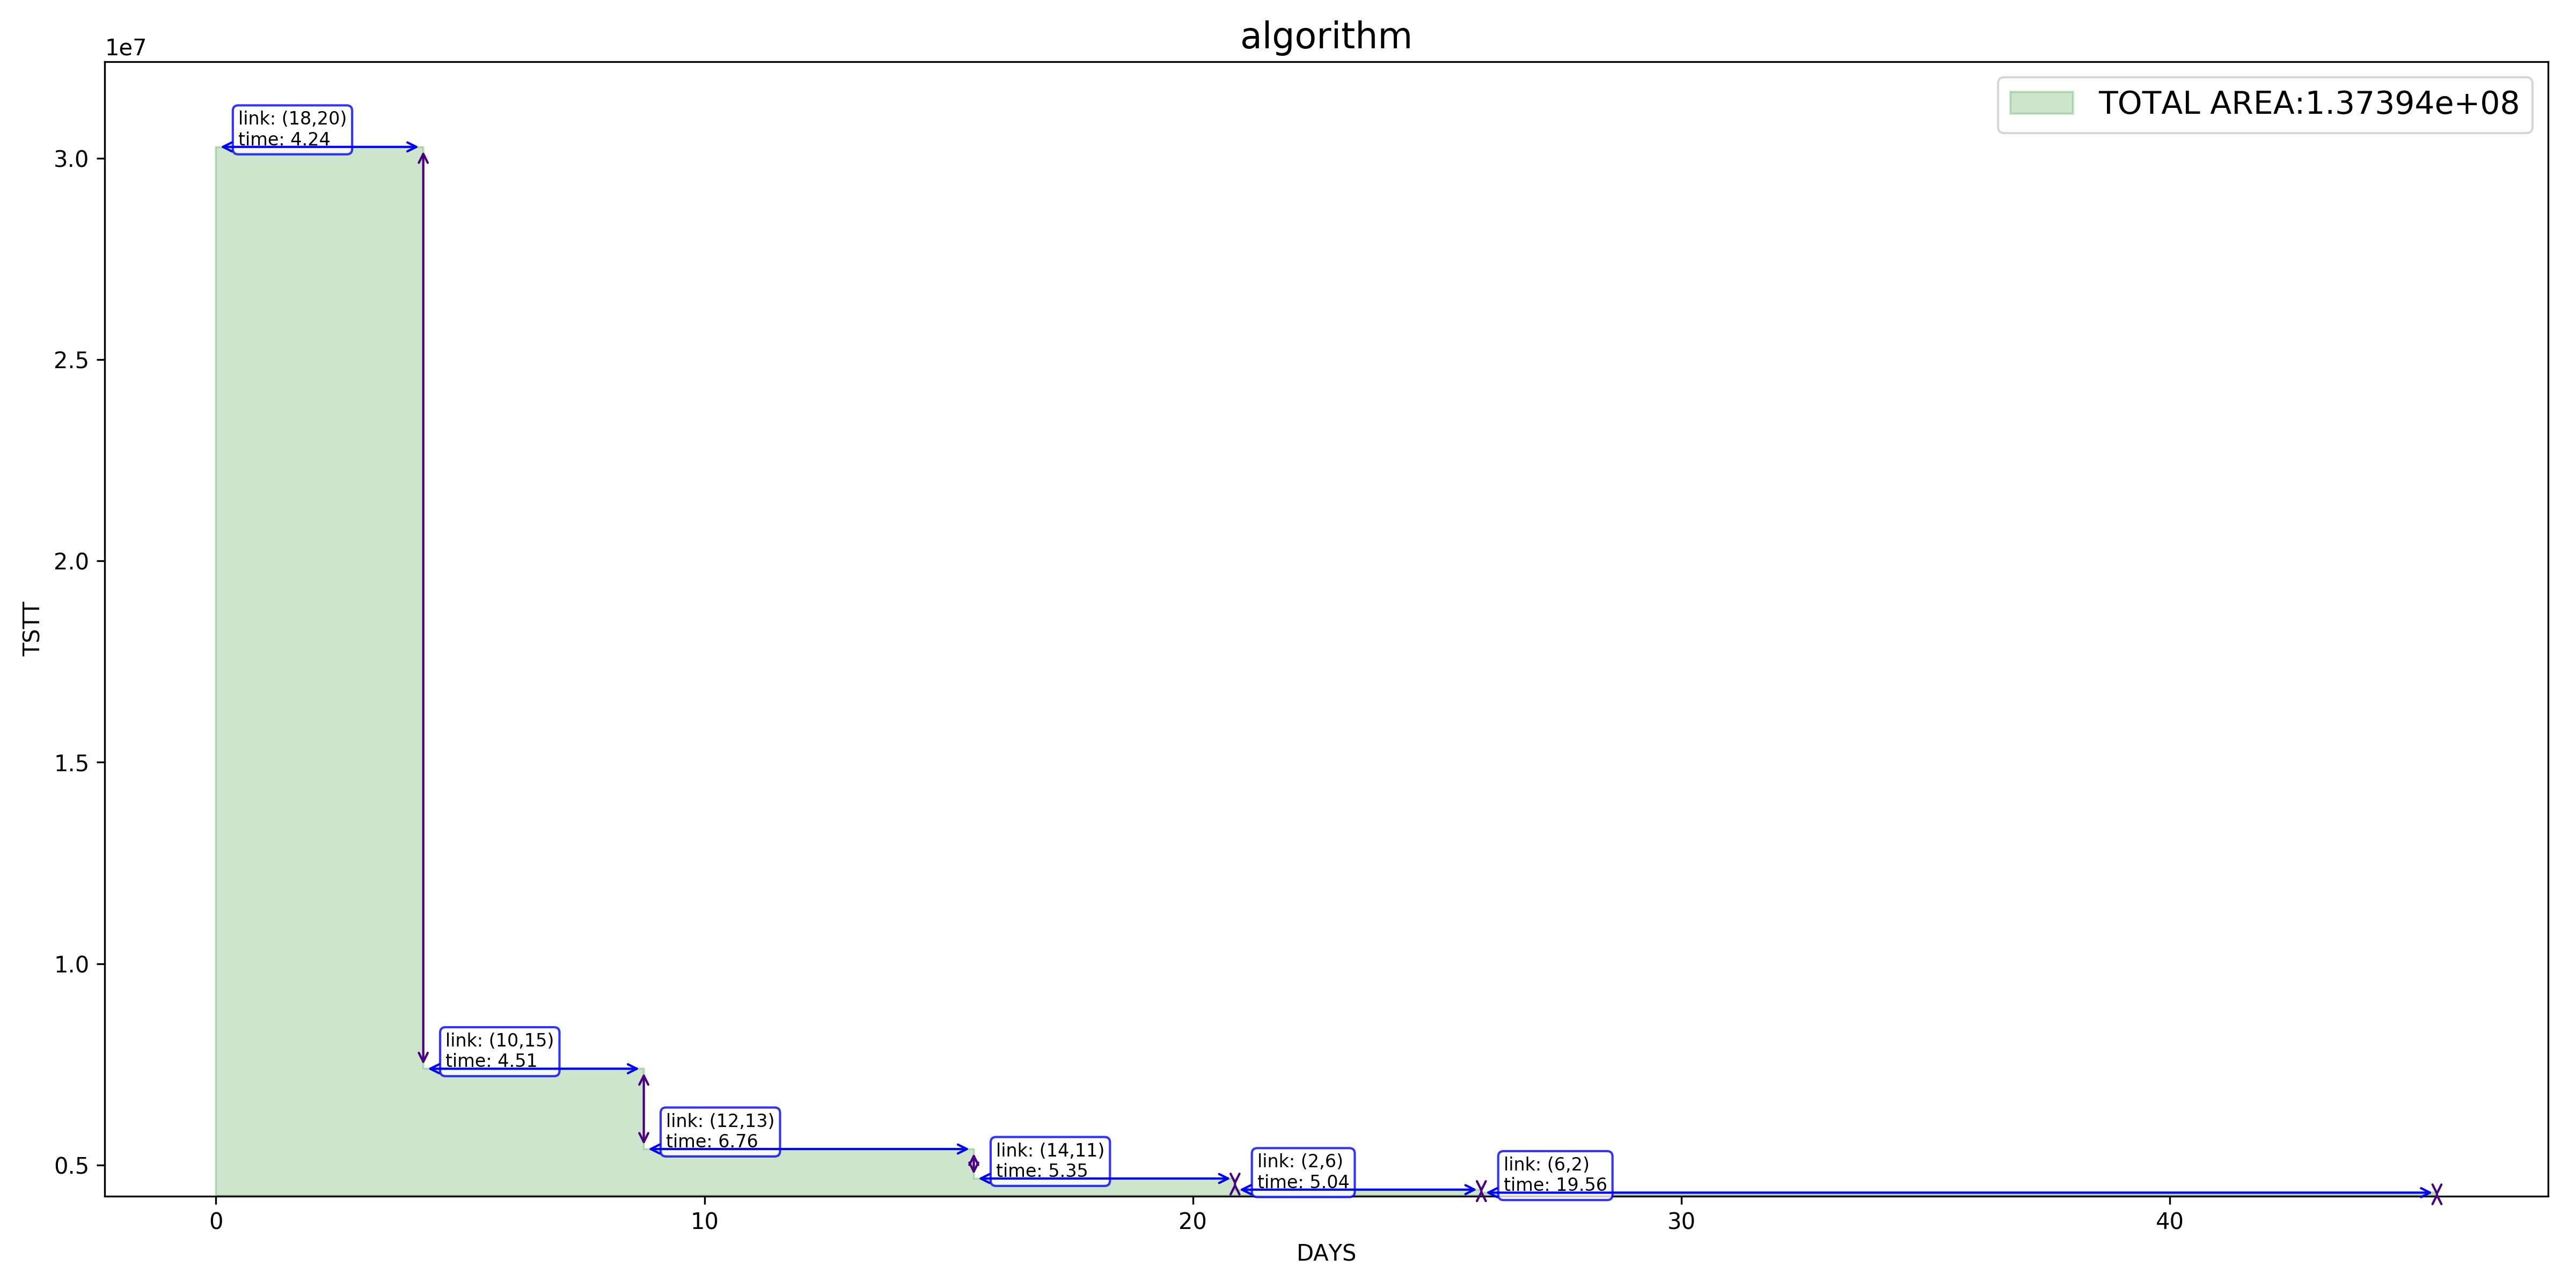 algorithm
1e7
TOTAL AREA:1.37394e+08
link: (18,20)
time: 4.24
3.0
2.5
2.0
TSTT
1.5
1.0
link: (10,15)
time: 4.51
link: (12,13)
time: 6.76
link: (14,11)
time: 5.35
link: (2,6)
time: 5.04
link: (6,2)
time: 19.56
0.5
0
10
20
30
40
DAYS